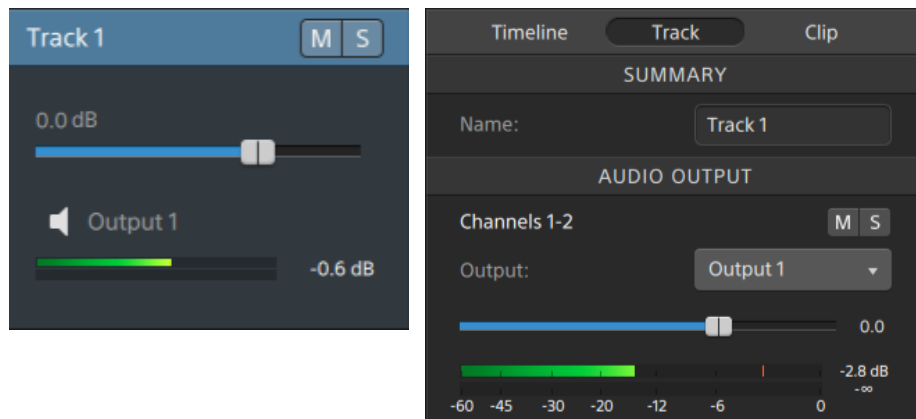 Track 1 M S
0.0 dB
Output 1
-0.6 dB
Timeline Track Clip
SUMMARY
Name: Track 1
AUDIO OUTPUT
Channels 1-2 M S
Output: Output 1
0.0
-2.8 dB
-∞
-60 -45 -30 -20 -12 -6 0